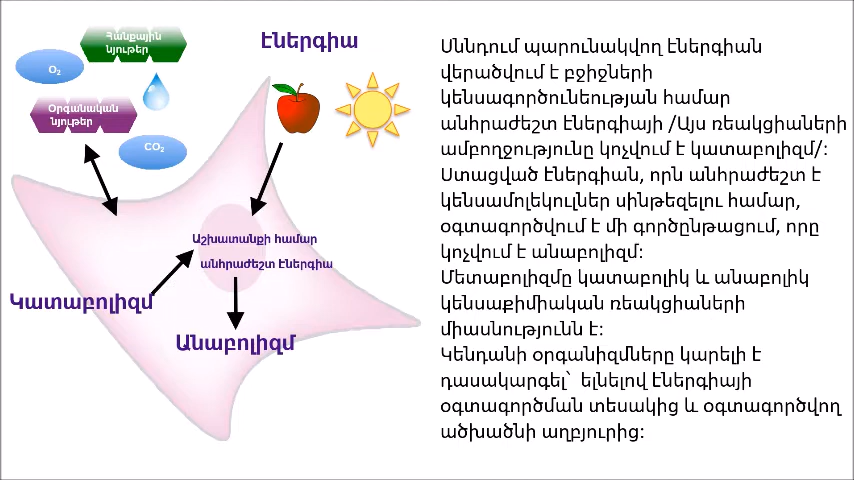 Հանքային
նյութեր
Էներգիա
O₂
Օրգանական
նյութեր
CO₂
Աշխատանքի համար
անհրաժեշտ էներգիա
Կատաբոլիզմ
Անաբոլիզմ
Սննդում պարունակվող էներգիան
վերածվում է բջիջների
կենսագործունեության համար
անհրաժեշտ էներգիայի /Այս ռեակցիաների
ամբողջությունը կոչվում է կատաբոլիզմ/:
Ստացված էներգիան, որն անհրաժեշտ է
կենսամոլեկուլներ սինթեզելու համար,
օգտագործվում է մի գործընթացում, որը
կոչվում է անաբոլիզմ:
Մետաբոլիզմը կատաբոլիկ և անաբոլիկ
կենսաքիմիական ռեակցիաների
միասնությունն է:
Կենդանի օրգանիզմները կարելի է
դասակարգել՝ ելնելով էներգիայի
օգտագործման տեսակից և օգտագործվող
ածխածնի աղբյուրից: